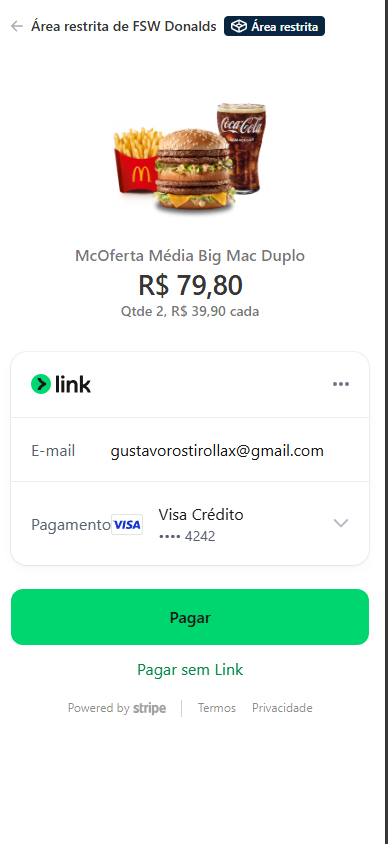 Área restrita de FSW Donalds Área restrita
Coca-Cola
McOferta Média Big Mac Duplo
R$ 79,80
Qtde 2, R$ 39,90 cada
link
E-mail gustavorostirollax@gmail.com
Pagamento VISA Visa Crédito
•••• 4242
Pagar
Pagar sem Link
Powered by stripe Termos Privacidade